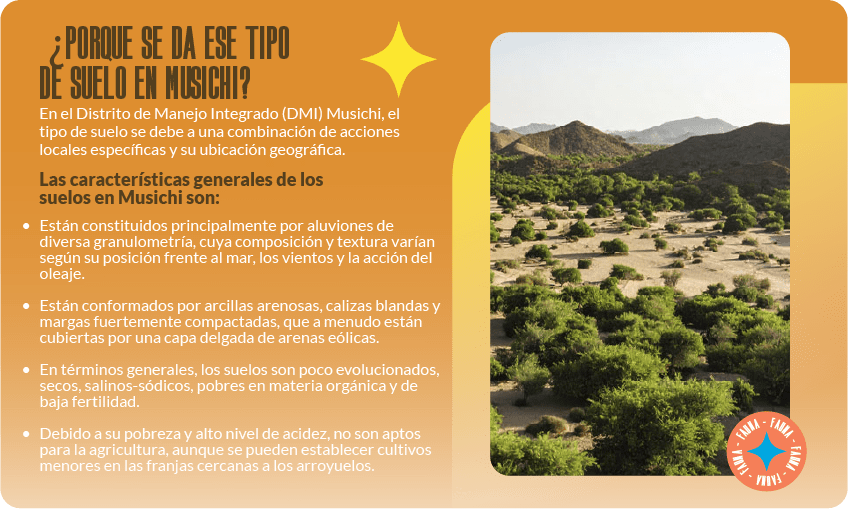 ¿PORQUE SE DA ESE TIPO
DE SUELO EN MUSICHI?
En el Distrito de Manejo Integrado (DMI) Musichi, el
tipo de suelo se debe a una combinación de acciones
locales específicas y su ubicación geográfica.
Las características generales de los
suelos en Musichi son:
• Están constituidos principalmente por aluviones de
diversa granulometría, cuya composición y textura varían
según su posición frente al mar, los vientos y la acción del
oleaje.
• Están conformados por arcillas arenosas, calizas blandas y
margas fuertemente compactadas, que a menudo están
cubiertas por una capa delgada de arenas eólicas.
• En términos generales, los suelos son poco evolucionados,
secos, salinos-sódicos, pobres en materia orgánica y de
baja fertilidad.
• Debido a su pobreza y alto nivel de acidez, no son aptos
para la agricultura, aunque se pueden establecer cultivos
menores en las franjas cercanas a los arroyuelos.
FAUNA - FAUNA - FAUNA - FAUNA -